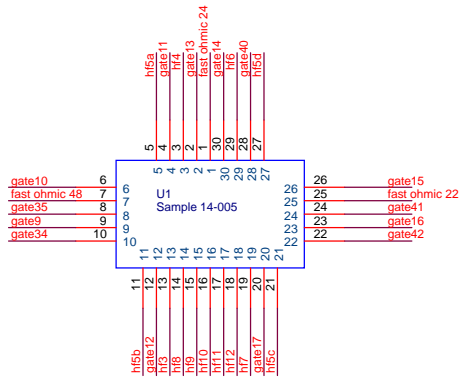 hf5a
gate11
hf4
gate13
fast ohmic 24
gate14
hf6
gate40
hf5d
5
4
3
2
1
30
29
28
27
5
4
3
2
1
30
29
28
27
gate10
6
6
fast ohmic 48
7
7
gate35
8
8
gate9
9
9
gate34
10
10
U1
Sample 14-005
26
26
gate15
25
25
fast ohmic 22
24
24
gate41
23
23
gate16
22
22
gate42
11
12
13
14
15
16
17
18
19
20
21
11
12
13
14
15
16
17
18
19
20
21
hf5b
gate12
hf3
hf8
hf9
hf10
hf11
hf12
hf7
gate17
hf5c